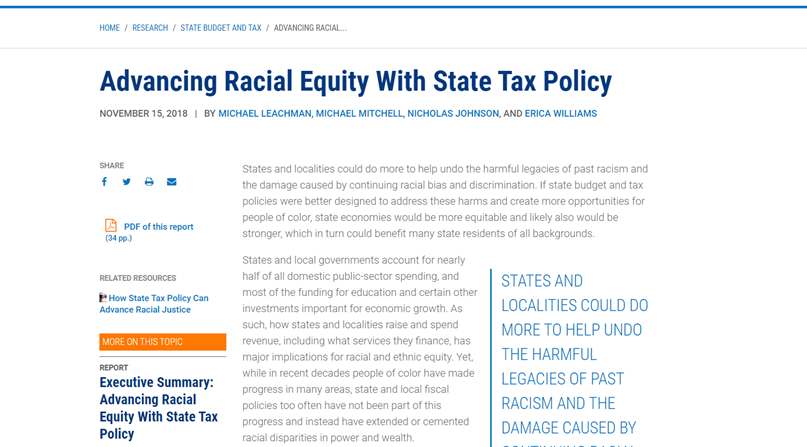 HOME / RESEARCH / STATE BUDGET AND TAX / ADVANCING RACIAL...
Advancing Racial Equity With State Tax Policy
NOVEMBER 15, 2018 | BY MICHAEL LEACHMAN, MICHAEL MITCHELL, NICHOLAS JOHNSON, AND ERICA WILLIAMS
SHARE
PDF of this report
(34 pp.)
RELATED RESOURCES
How State Tax Policy Can
Advance Racial Justice
MORE ON THIS TOPIC
REPORT
Executive Summary:
Advancing Racial
Equity With State Tax
Policy
States and localities could do more to help undo the harmful legacies of past racism and
the damage caused by continuing racial bias and discrimination. If state budget and tax
policies were better designed to address these harms and create more opportunities for
people of color, state economies would be more equitable and likely also would be
stronger, which in turn could benefit many state residents of all backgrounds.
States and local governments account for nearly
half of all domestic public-sector spending, and
most of the funding for education and certain other
investments important for economic growth. As
such, how states and localities raise and spend
revenue, including what services they finance, has
major implications for racial and ethnic equity. Yet,
while in recent decades people of color have made
progress in many areas, state and local fiscal
policies too often have not been part of this
progress and instead have extended or cemented
racial disparities in power and wealth.
STATES AND
LOCALITIES COULD DO
MORE TO HELP UNDO
THE HARMFUL
LEGACIES OF PAST
RACISM AND THE
DAMAGE CAUSED BY